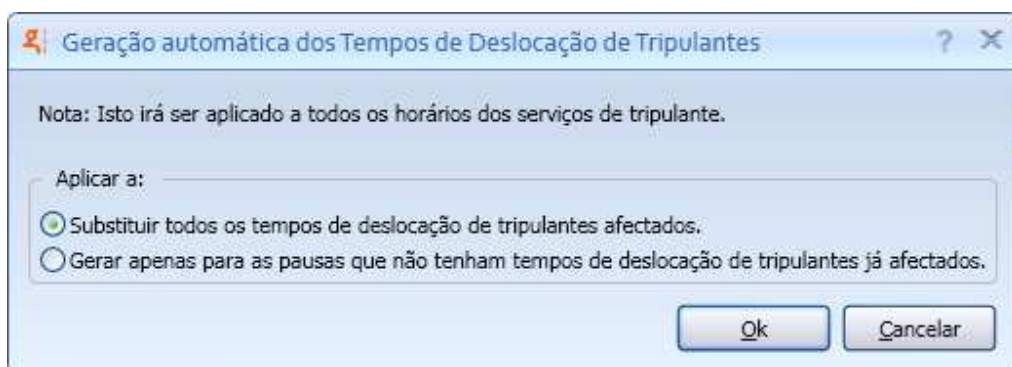 Geração automática dos Tempos de Deslocação de Tripulantes
Nota: Isto irá ser aplicado a todos os horários dos serviços de tripulante.
Aplicar a:
Substituir todos os tempos de deslocação de tripulantes afectados.
Gerar apenas para as pausas que não tenham tempos de deslocação de tripulantes já afectados.
Ok Cancelar